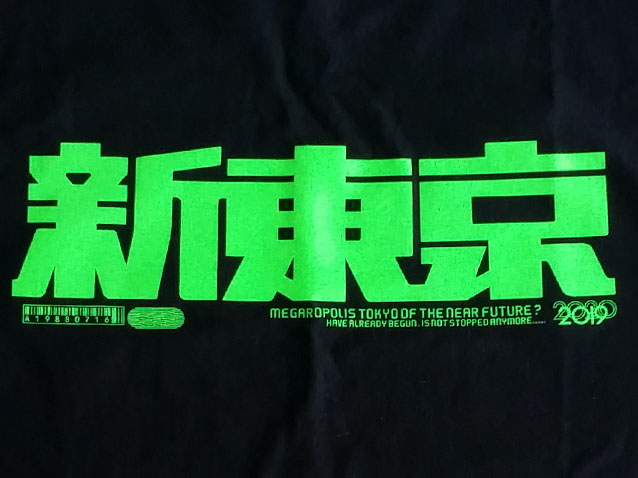 新東京
MEGAROPOLIS TOKYO OF THE NEAR FUTURE?
HAVE ALREADY BEGUN. IS NOT STOPPED ANYMORE......
A19880716
2019